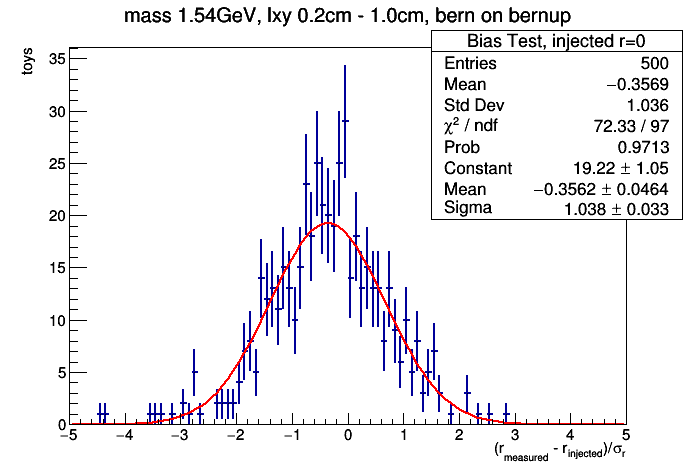 mass 1.54GeV, lxy 0.2cm - 1.0cm, bern on bernup
toys
Bias Test, injected r=0
Entries 500
Mean −0.3569
Std Dev 1.036
χ² / ndf 72.33 / 97
Prob 0.9713
Constant 19.22 ± 1.05
Mean −0.3562 ± 0.0464
Sigma 1.038 ± 0.033
35
30
25
20
15
10
5
0
−5 −4 −3 −2 −1 0 1 2 3 4 5
(r_measured - r_injected)/σ_r